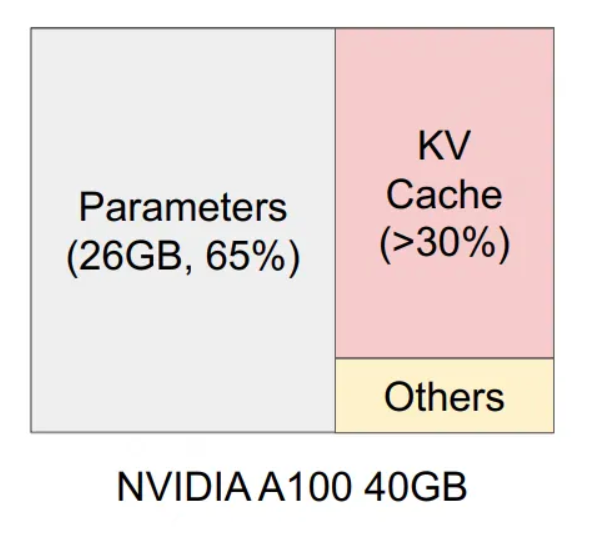 Parameters
(26GB, 65%)
KV
Cache
(>30%)
Others
NVIDIA A100 40GB